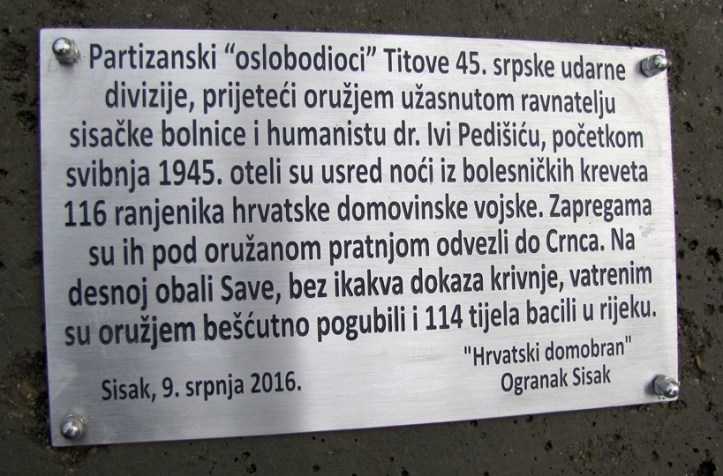 Partizanski “oslobodioci” Titove 45. srpske udarne
divizije, prijeteći oružjem užasnutom ravnatelju
sisačke bolnice i humanistu dr. Ivi Pedišiću, početkom
svibnja 1945. oteli su usred noći iz bolesničkih kreveta
116 ranjenika hrvatske domovinske vojske. Zapregama
su ih pod oružanom pratnjom odvezli do Crnca. Na
desnoj obali Save, bez ikakva dokaza krivnje, vatrenim
su oružjem bešćutno pogubili i 114 tijela bacili u rijeku.
"Hrvatski domobran"
Sisak, 9. srpnja 2016.
Ogranak Sisak